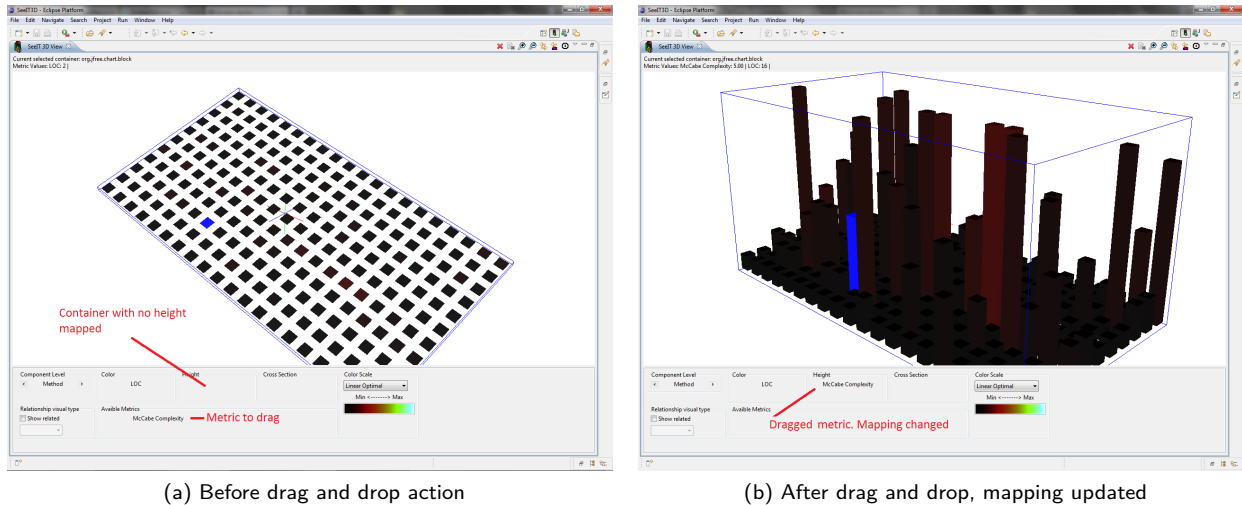 SeeIT3D - Eclipse Platform
File Edit Navigate Search Project Run Window Help
SeeIT 3D View
Current selected container: org.jfree.chart.block
Metric Values: LOC: 2 |
Container with no height
mapped
Component Level
Color
Height
Cross Section
Color Scale
Method
LOC
Linear Optimal
Min <-------> Max
Relationship visual type
Show related
Avaible Metrics
McCabe Complexity
Metric to drag
(a) Before drag and drop action
SeeIT3D - Eclipse Platform
File Edit Navigate Search Project Run Window Help
SeeIT 3D View
Current selected container: org.jfree.chart.block
Metric Values: McCabe Complexity: 5.00 | LOC: 16 |
Component Level
Color
Height
Cross Section
Color Scale
Method
LOC
McCabe Complexity
Linear Optimal
Min <-------> Max
Relationship visual type
Show related
Avaible Metrics
Dragged metric. Mapping changed
(b) After drag and drop, mapping updated